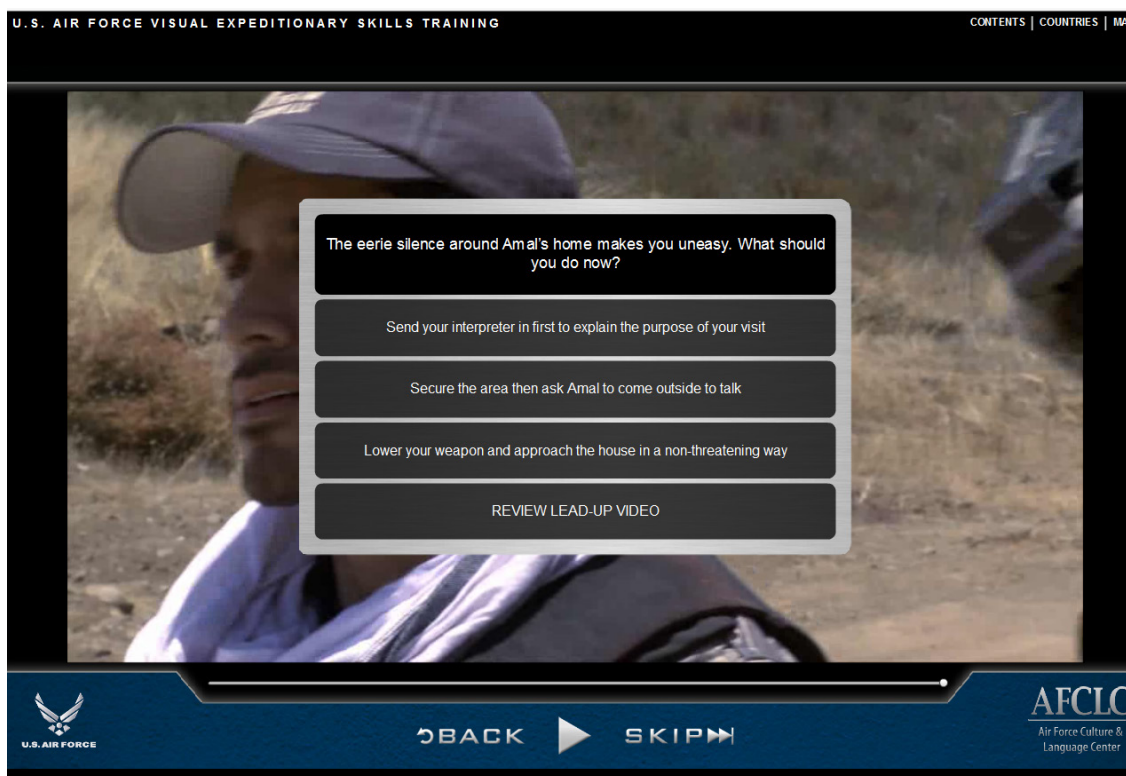 U.S. AIR FORCE VISUAL EXPEDITIONARY SKILLS TRAINING
CONTENTS | COUNTRIES | MA
The eerie silence around Amal's home makes you uneasy. What should
you do now?
Send your interpreter in first to explain the purpose of your visit
Secure the area then ask Amal to come outside to talk
Lower your weapon and approach the house in a non-threatening way
REVIEW LEAD-UP VIDEO
U.S. AIR FORCE
BACK
SKIP
AFCLC
Air Force Culture &
Language Center